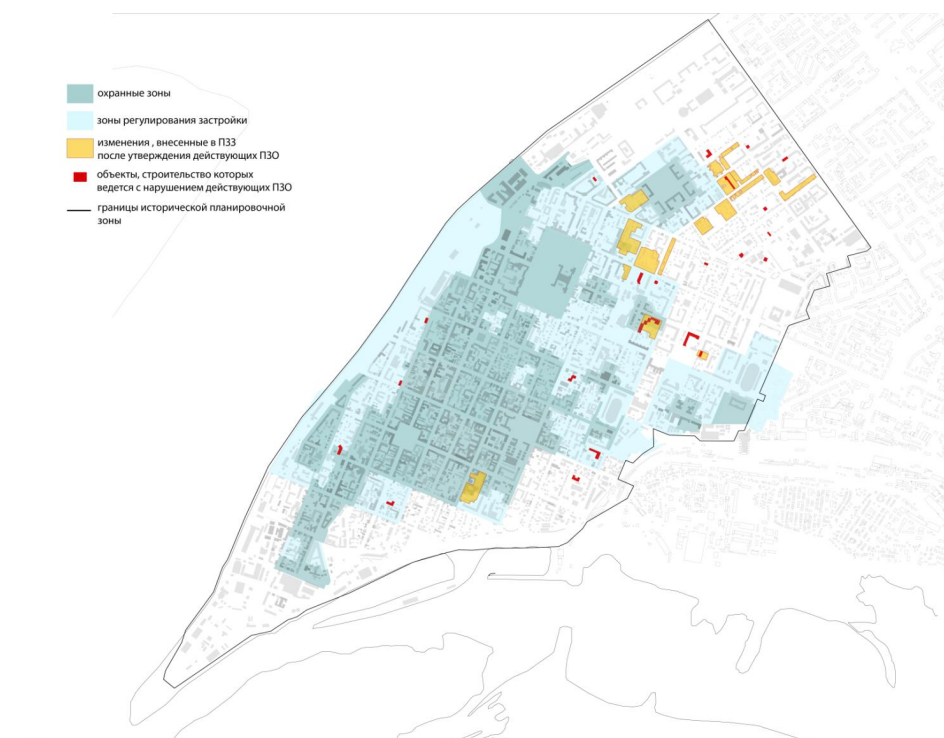 охранные зоны
зоны регулирования застройки
изменения , внесенные в ПЗЗ
после утверждения действующих ПЗО
объекты, строительство которых
ведется с нарушением действующих ПЗО
границы исторической планировочной
зоны